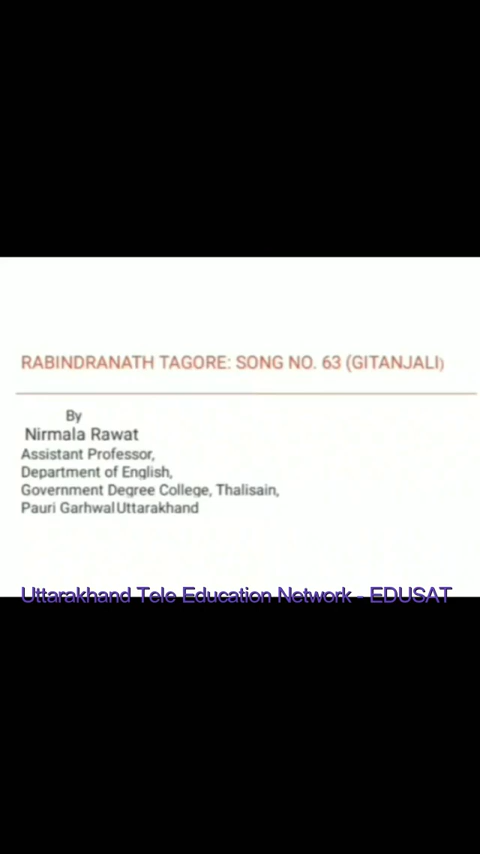 RABINDRANATH TAGORE: SONG NO. 63 (GITANJALI)
By
Nirmala Rawat
Assistant Professor,
Department of English,
Government Degree College, Thalisain,
Pauri Garhwal Uttarakhand
Uttarakhand Tele Education Network - EDUSAT